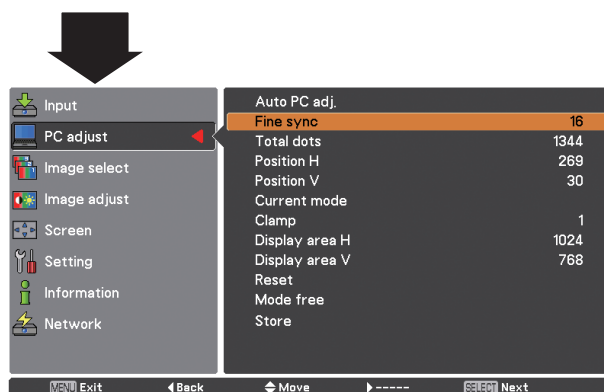 Input
PC adjust
Image select
Image adjust
Screen
Setting
Information
Network
Auto PC adj.
Fine sync 16
Total dots 1344
Position H 269
Position V 30
Current mode
Clamp 1
Display area H 1024
Display area V 768
Reset
Mode free
Store
MENU Exit Back Move ----- SELECT Next